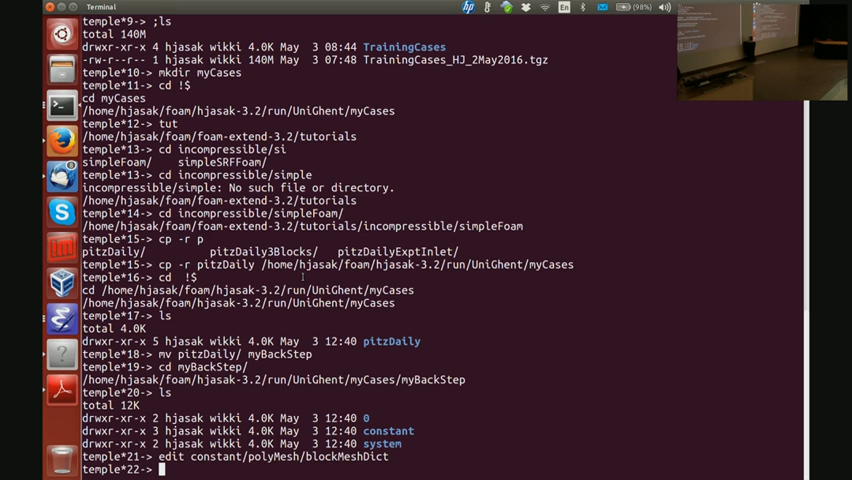 Terminal
En
(98%)
temple*9-> ;ls
total 140M
drwxr-xr-x 4 hjasak wikki 4.0K May  3 08:44 TrainingCases
-rw-r--r-- 1 hjasak wikki 140M May  3 07:48 TrainingCases_HJ_2May2016.tgz
temple*10-> mkdir myCases
temple*11-> cd !$
cd myCases
/home/hjasak/foam/hjasak-3.2/run/UniGhent/myCases
temple*12-> tut
/home/hjasak/foam/foam-extend-3.2/tutorials
temple*13-> cd incompressible/si
simpleFoam/    simpleSRFFoam/
temple*13-> cd incompressible/simple
incompressible/simple: No such file or directory.
/home/hjasak/foam/foam-extend-3.2/tutorials
temple*14-> cd incompressible/simpleFoam/
/home/hjasak/foam/foam-extend-3.2/tutorials/incompressible/simpleFoam
temple*15-> cp -r p
pitzDaily/          pitzDaily3Blocks/   pitzDailyExptInlet/
temple*15-> cp -r pitzDaily /home/hjasak/foam/hjasak-3.2/run/UniGhent/myCases
temple*16-> cd  !$
cd /home/hjasak/foam/hjasak-3.2/run/UniGhent/myCases
/home/hjasak/foam/hjasak-3.2/run/UniGhent/myCases
temple*17-> ls
total 4.0K
drwxr-xr-x 5 hjasak wikki 4.0K May  3 12:40 pitzDaily
temple*18-> mv pitzDaily/ myBackStep
temple*19-> cd myBackStep/
/home/hjasak/foam/hjasak-3.2/run/UniGhent/myCases/myBackStep
temple*20-> ls
total 12K
drwxr-xr-x 2 hjasak wikki 4.0K May  3 12:40 0
drwxr-xr-x 3 hjasak wikki 4.0K May  3 12:40 constant
drwxr-xr-x 2 hjasak wikki 4.0K May  3 12:40 system
temple*21-> edit constant/polyMesh/blockMeshDict
temple*22->